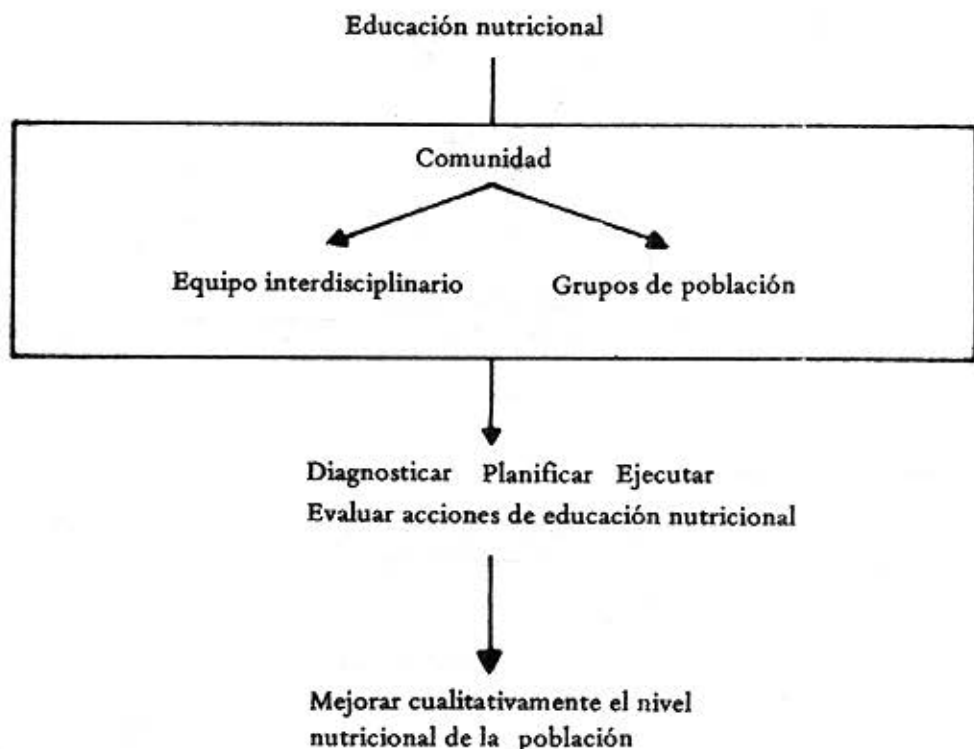 Educación nutricional
Comunidad
Equipo interdisciplinario Grupos de población
Diagnosticar Planificar Ejecutar
Evaluar acciones de educación nutricional
Mejorar cualitativamente el nivel
nutricional de la población